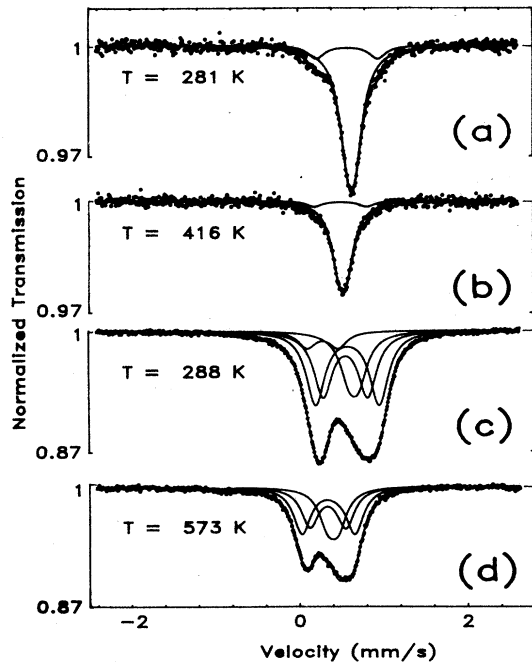 1
T = 281 K
(a)
0.97
1
T = 416 K
(b)
0.97
1
T = 288 K
(c)
0.87
1
T = 573 K
(d)
0.87
-2 0 2
Velocity (mm/s)
Normalized Transmission